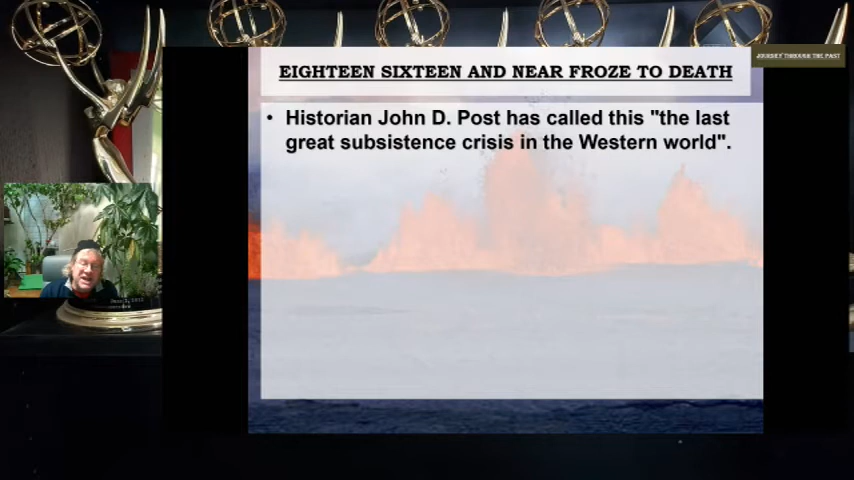 EIGHTEEN SIXTEEN AND NEAR FROZE TO DEATH
JOURNEY THROUGH THE PAST
• Historian John D. Post has called this "the last
great subsistence crisis in the Western world".